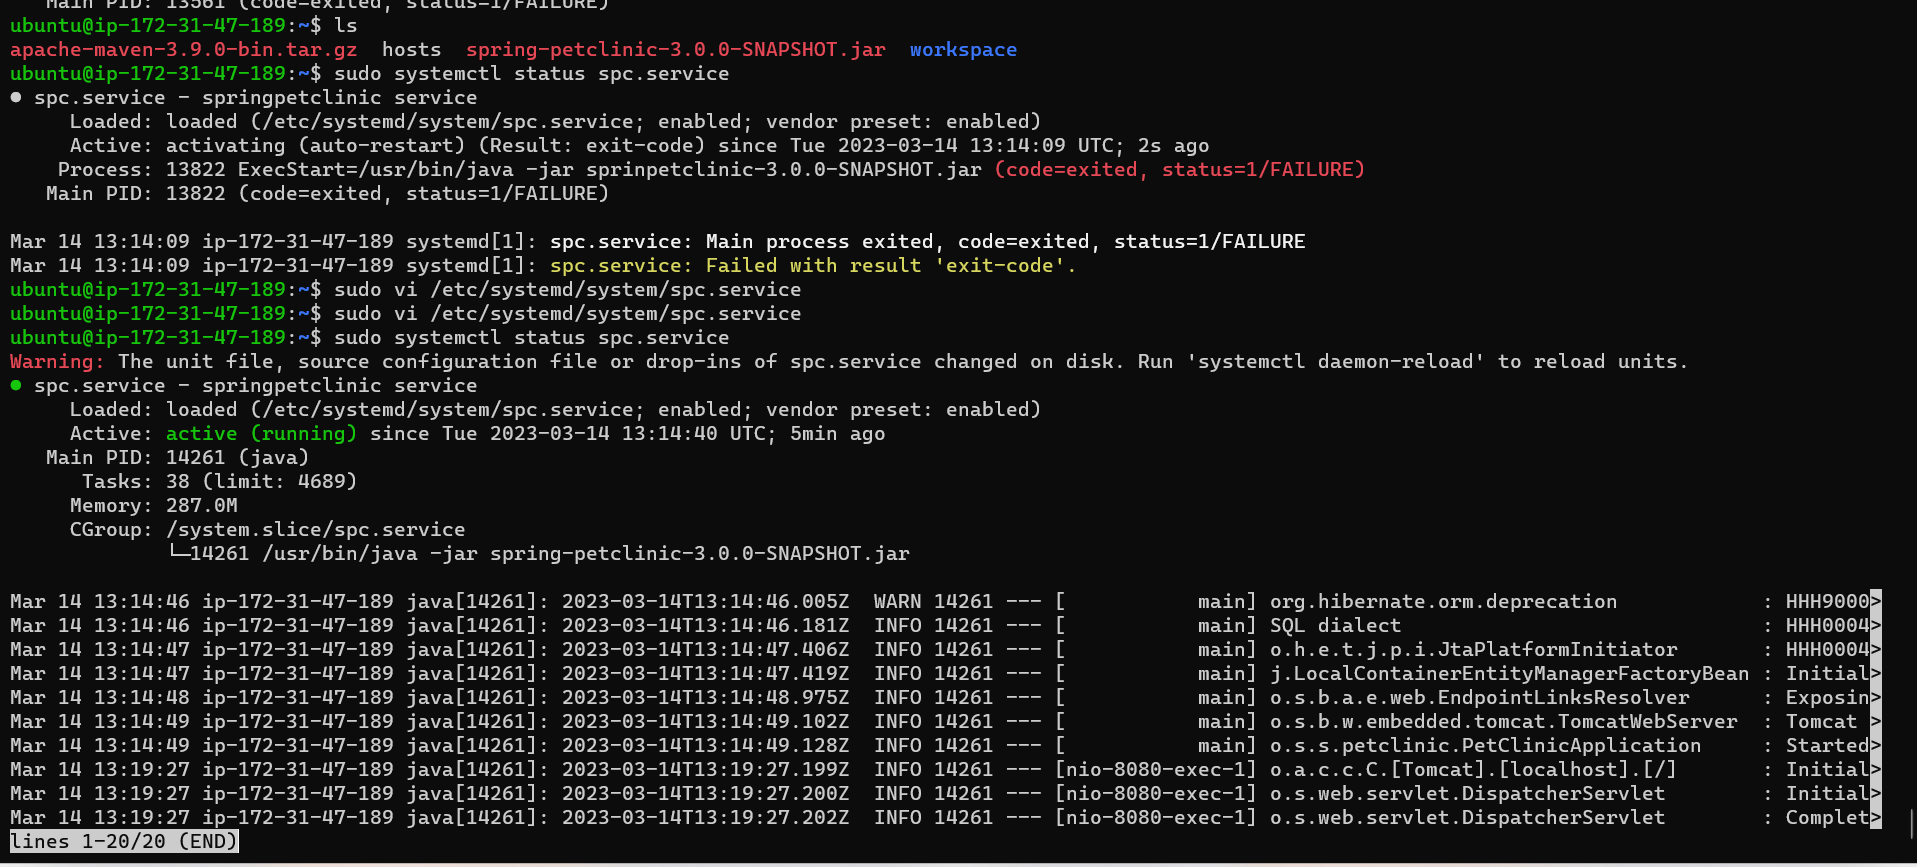 Main PID: 13561 (code=exited, status=1/FAILURE)
ubuntu@ip-172-31-47-189:~$ ls
apache-maven-3.9.0-bin.tar.gz  hosts  spring-petclinic-3.0.0-SNAPSHOT.jar  workspace
ubuntu@ip-172-31-47-189:~$ sudo systemctl status spc.service
● spc.service - springpetclinic service
     Loaded: loaded (/etc/systemd/system/spc.service; enabled; vendor preset: enabled)
     Active: activating (auto-restart) (Result: exit-code) since Tue 2023-03-14 13:14:09 UTC; 2s ago
    Process: 13822 ExecStart=/usr/bin/java -jar sprinpetclinic-3.0.0-SNAPSHOT.jar (code=exited, status=1/FAILURE)
   Main PID: 13822 (code=exited, status=1/FAILURE)
Mar 14 13:14:09 ip-172-31-47-189 systemd[1]: spc.service: Main process exited, code=exited, status=1/FAILURE
Mar 14 13:14:09 ip-172-31-47-189 systemd[1]: spc.service: Failed with result 'exit-code'.
ubuntu@ip-172-31-47-189:~$ sudo vi /etc/systemd/system/spc.service
ubuntu@ip-172-31-47-189:~$ sudo vi /etc/systemd/system/spc.service
ubuntu@ip-172-31-47-189:~$ sudo systemctl status spc.service
Warning: The unit file, source configuration file or drop-ins of spc.service changed on disk. Run 'systemctl daemon-reload' to reload units.
● spc.service - springpetclinic service
     Loaded: loaded (/etc/systemd/system/spc.service; enabled; vendor preset: enabled)
     Active: active (running) since Tue 2023-03-14 13:14:40 UTC; 5min ago
   Main PID: 14261 (java)
      Tasks: 38 (limit: 4689)
     Memory: 287.0M
     CGroup: /system.slice/spc.service
             └─14261 /usr/bin/java -jar spring-petclinic-3.0.0-SNAPSHOT.jar
Mar 14 13:14:46 ip-172-31-47-189 java[14261]: 2023-03-14T13:14:46.005Z  WARN 14261 --- [           main] org.hibernate.orm.deprecation            : HHH9000>
Mar 14 13:14:46 ip-172-31-47-189 java[14261]: 2023-03-14T13:14:46.181Z  INFO 14261 --- [           main] SQL dialect                              : HHH0004>
Mar 14 13:14:47 ip-172-31-47-189 java[14261]: 2023-03-14T13:14:47.406Z  INFO 14261 --- [           main] o.h.e.t.j.p.i.JtaPlatformInitiator       : HHH0004>
Mar 14 13:14:47 ip-172-31-47-189 java[14261]: 2023-03-14T13:14:47.419Z  INFO 14261 --- [           main] j.LocalContainerEntityManagerFactoryBean : Initial>
Mar 14 13:14:48 ip-172-31-47-189 java[14261]: 2023-03-14T13:14:48.975Z  INFO 14261 --- [           main] o.s.b.a.e.web.EndpointLinksResolver      : Exposin>
Mar 14 13:14:49 ip-172-31-47-189 java[14261]: 2023-03-14T13:14:49.102Z  INFO 14261 --- [           main] o.s.b.w.embedded.tomcat.TomcatWebServer  : Tomcat >
Mar 14 13:14:49 ip-172-31-47-189 java[14261]: 2023-03-14T13:14:49.128Z  INFO 14261 --- [           main] o.s.s.petclinic.PetClinicApplication     : Started>
Mar 14 13:19:27 ip-172-31-47-189 java[14261]: 2023-03-14T13:19:27.199Z  INFO 14261 --- [nio-8080-exec-1] o.a.c.c.C.[Tomcat].[localhost].[/]       : Initial>
Mar 14 13:19:27 ip-172-31-47-189 java[14261]: 2023-03-14T13:19:27.200Z  INFO 14261 --- [nio-8080-exec-1] o.s.web.servlet.DispatcherServlet        : Initial>
Mar 14 13:19:27 ip-172-31-47-189 java[14261]: 2023-03-14T13:19:27.202Z  INFO 14261 --- [nio-8080-exec-1] o.s.web.servlet.DispatcherServlet        : Complet>
lines 1-20/20 (END)